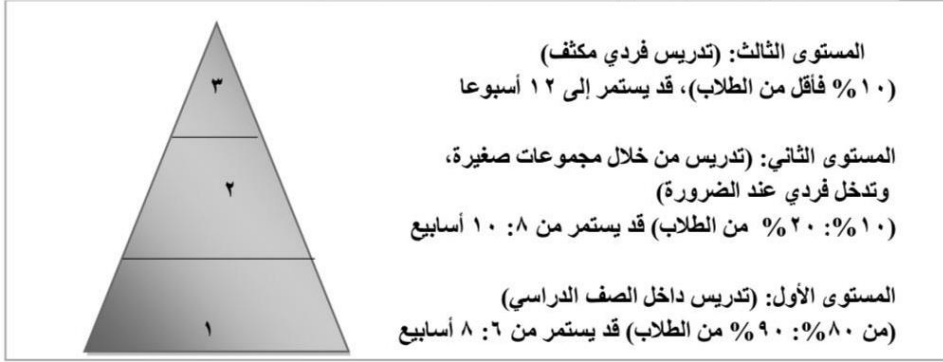 ٣
المستوى الثالث: (تدريس فردي مكثف)
(١٠% فأقل من الطلاب)، قد يستمر إلى ١٢ أسبوعا
٢
المستوى الثاني: (تدريس من خلال مجموعات صغيرة،
وتدخل فردي عند الضرورة)
(١٠%: ٢٠% من الطلاب) قد يستمر من ٨: ١٠ أسابيع
١
المستوى الأول: (تدريس داخل الصف الدراسي)
(من ٨٠%: ٩٠% من الطلاب) قد يستمر من ٦: ٨ أسابيع